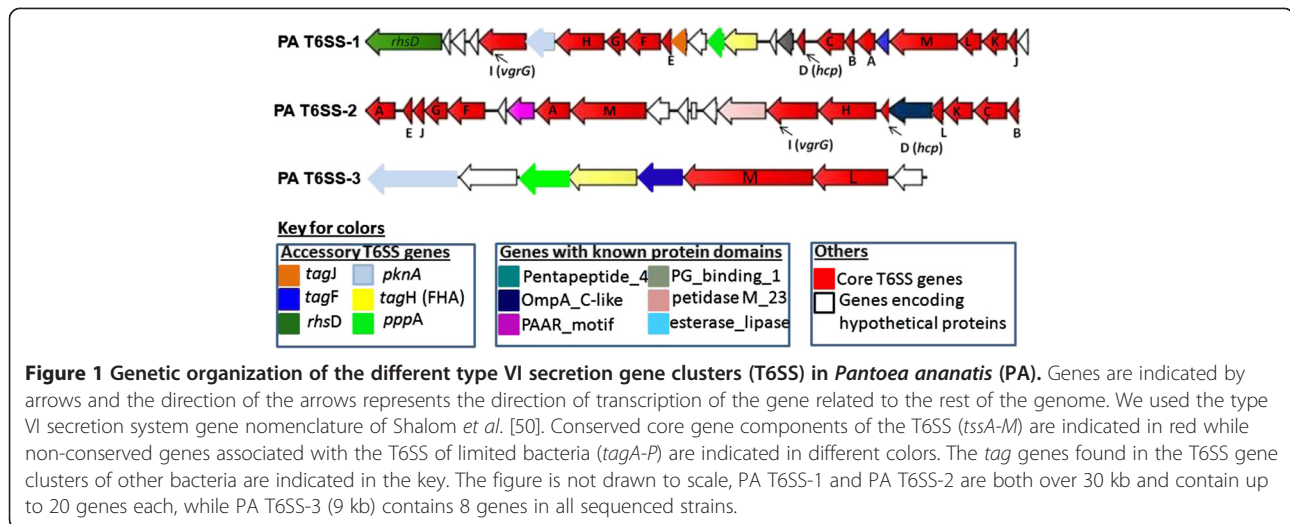 PA T6SS-1
rhsD
H
G
F
C
M
L
K
I (vgrG)
E
D (hcp)
B
A
J
PA T6SS-2
A
G
F
A
M
H
K
C
E
J
I (vgrG)
D (hcp)
L
B
PA T6SS-3
M
L
Key for colors
Accessory T6SS genes
tagJ
pknA
tagF
tagH (FHA)
rhsD
pppA
Genes with known protein domains
Pentapeptide_4
PG_binding_1
OmpA_C-like
petidase M_23
PAAR_motif
esterase_lipase
Others
Core T6SS genes
Genes encoding
hypothetical proteins
Figure 1 Genetic organization of the different type VI secretion gene clusters (T6SS) in Pantoea ananatis (PA). Genes are indicated by
arrows and the direction of the arrows represents the direction of transcription of the gene related to the rest of the genome. We used the type
VI secretion system gene nomenclature of Shalom et al. [50]. Conserved core gene components of the T6SS (tssA-M) are indicated in red while
non-conserved genes associated with the T6SS of limited bacteria (tagA-P) are indicated in different colors. The tag genes found in the T6SS gene
clusters of other bacteria are indicated in the key. The figure is not drawn to scale, PA T6SS-1 and PA T6SS-2 are both over 30 kb and contain up
to 20 genes each, while PA T6SS-3 (9 kb) contains 8 genes in all sequenced strains.